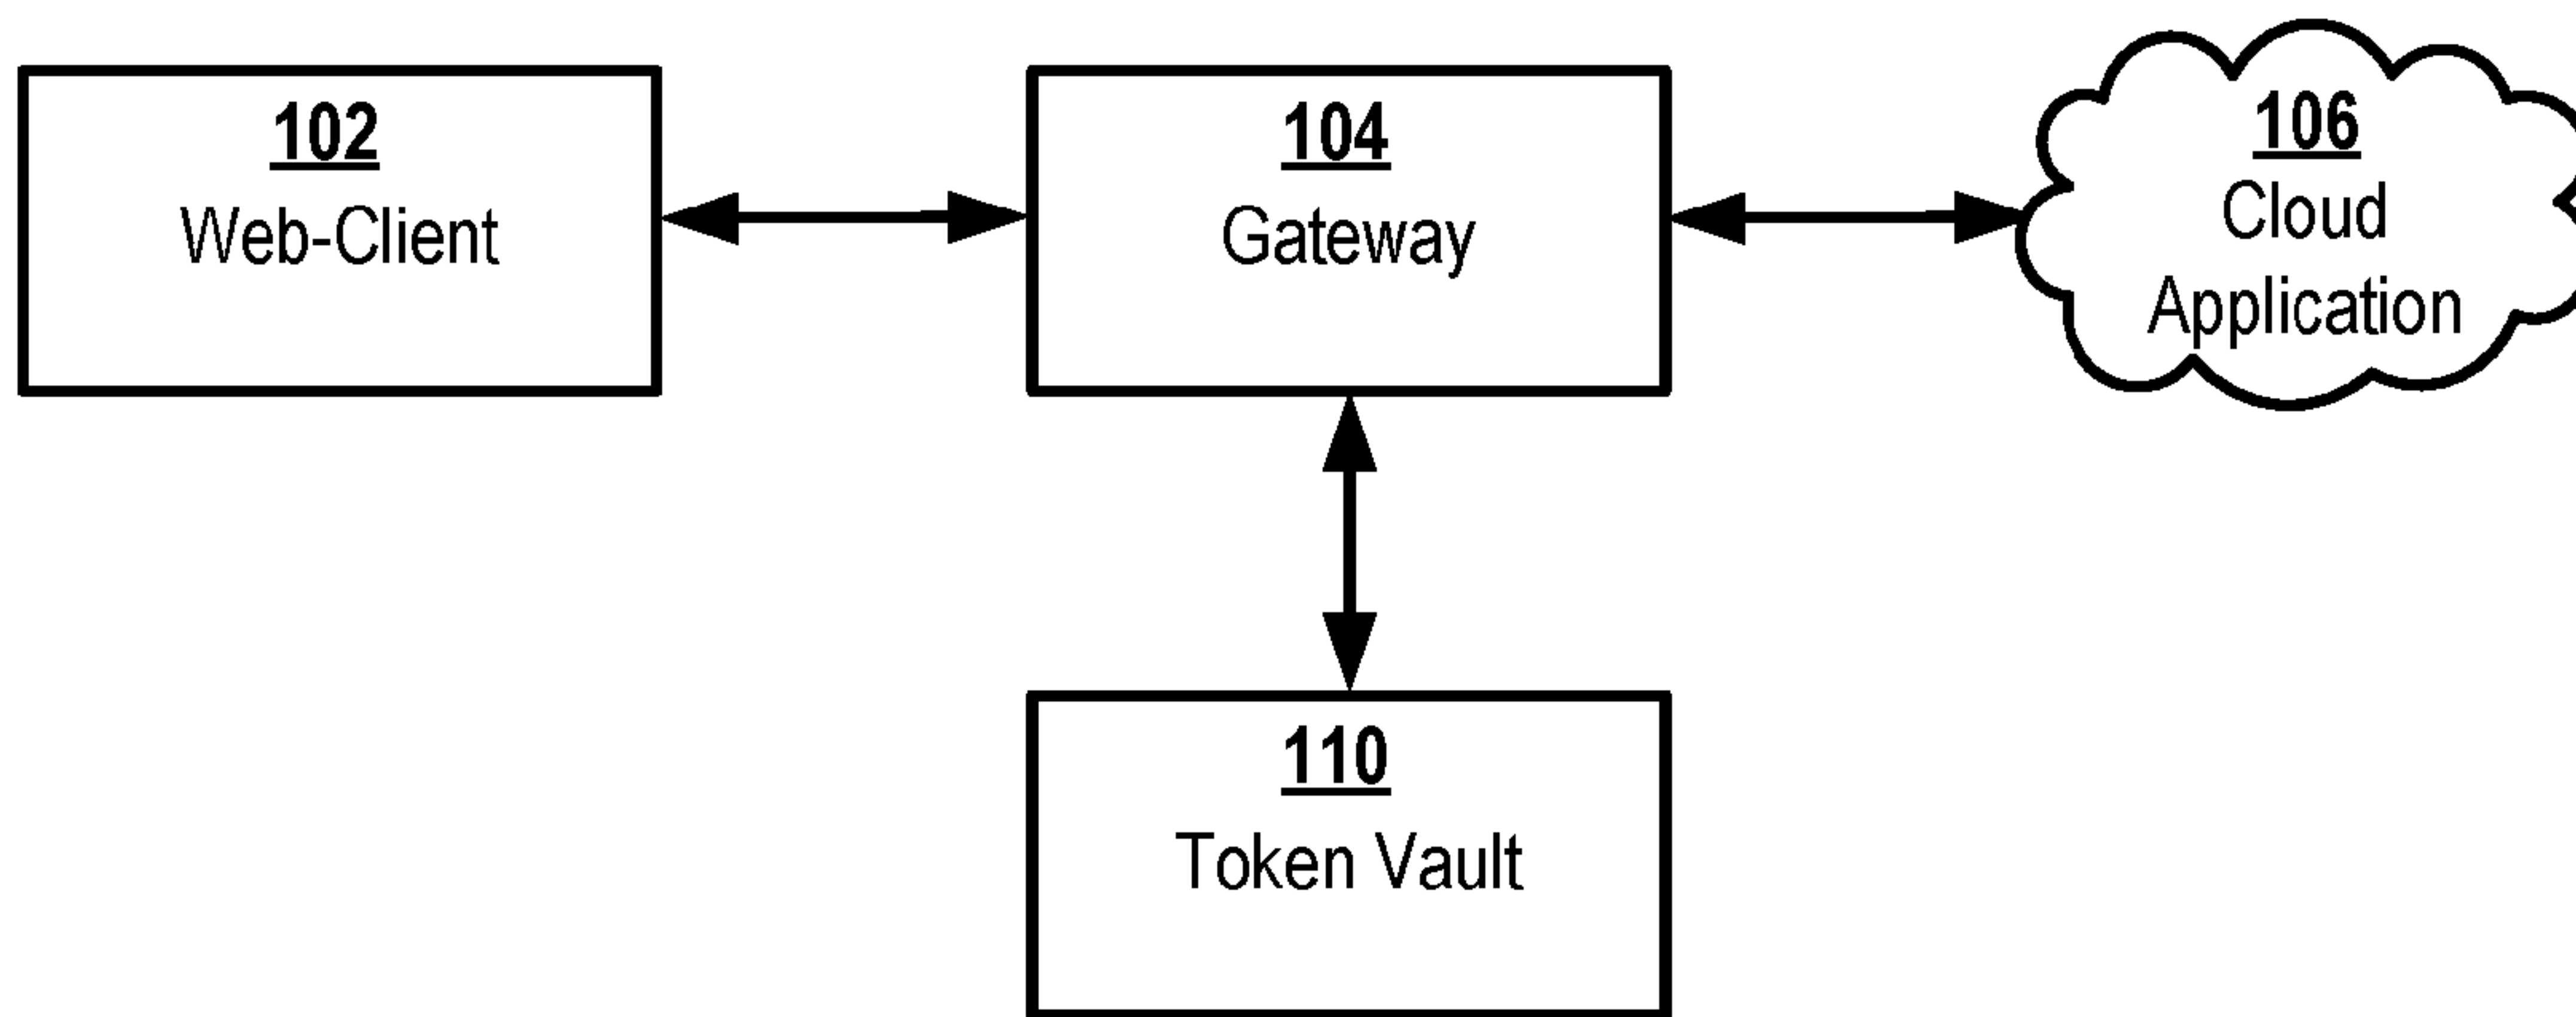 102
Web-Client
104
Gateway
106
Cloud
Application
110
Token Vault